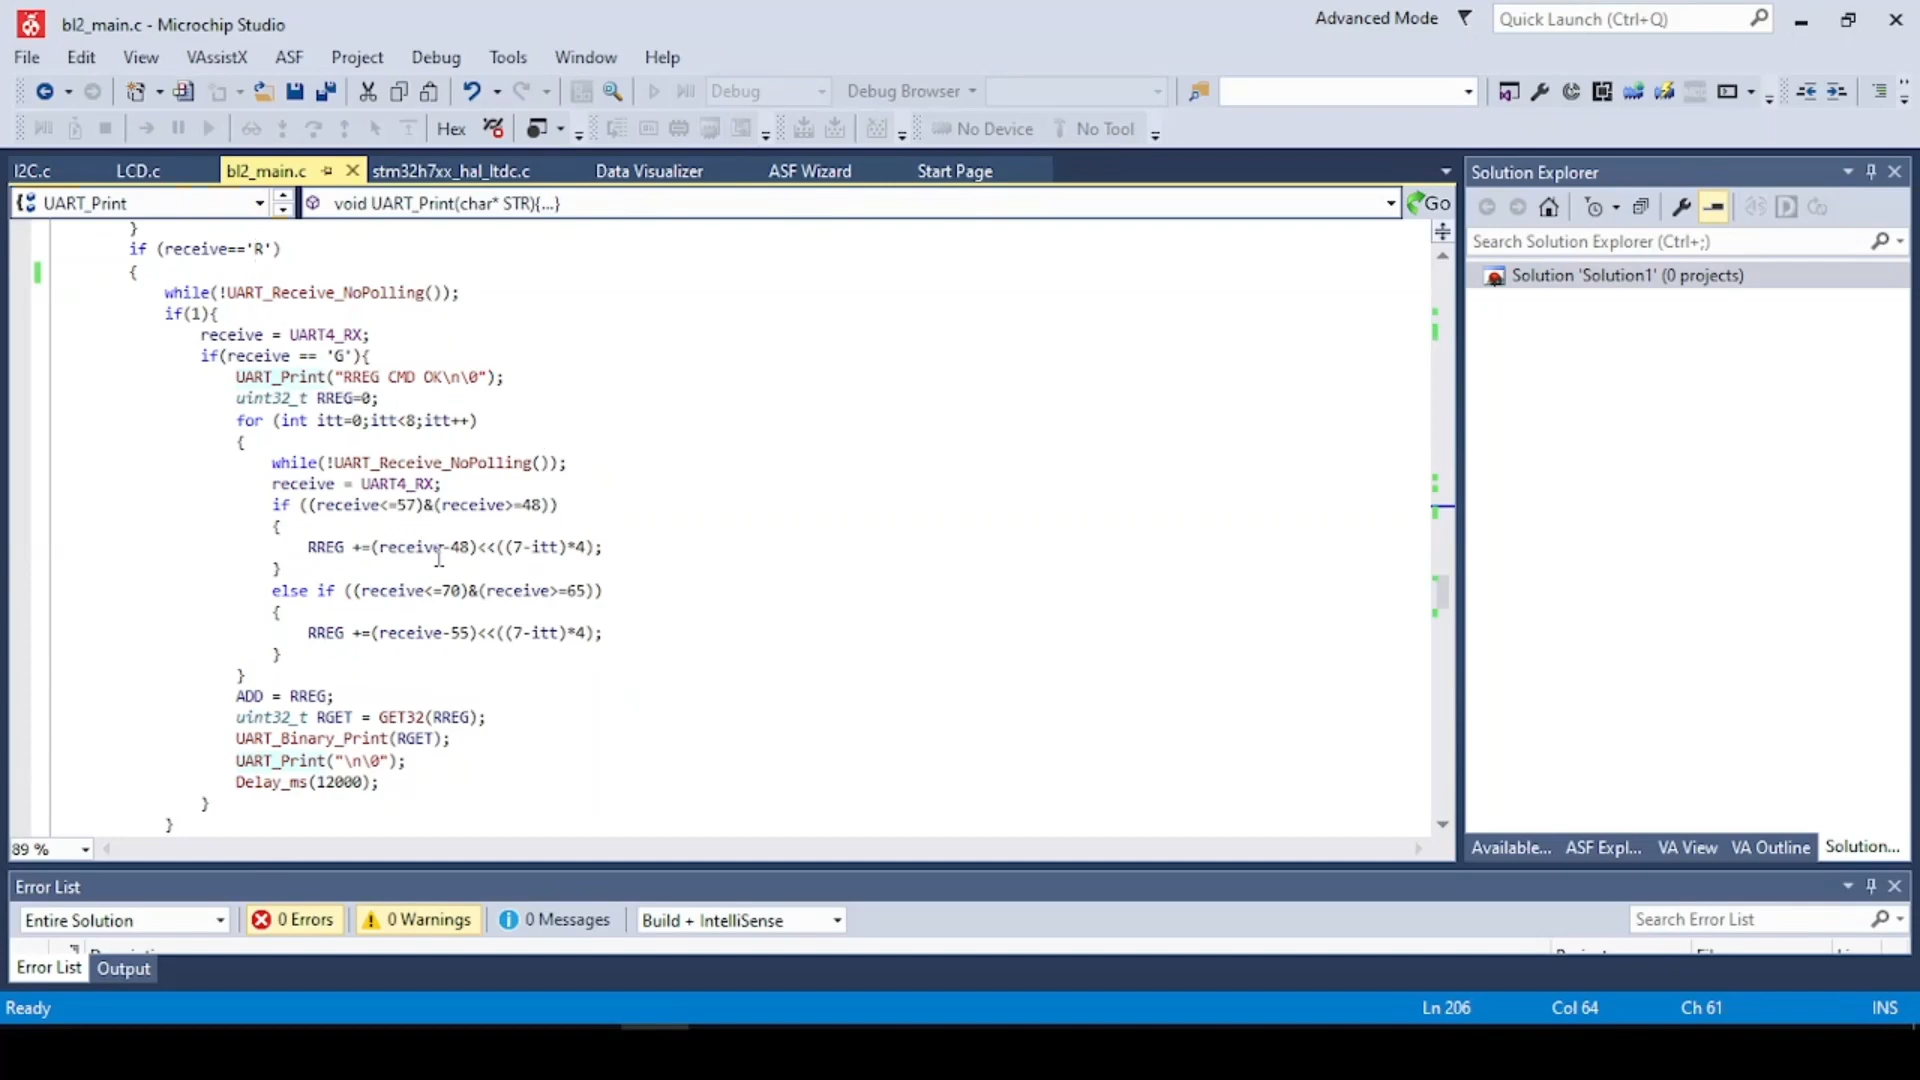 bl2_main.c - Microchip Studio
Advanced Mode
Quick Launch (Ctrl+Q)
File Edit View VAssistX ASF Project Debug Tools Window Help
Debug Debug Browser
Hex No Device No Tool
I2C.c LCD.c bl2_main.c stm32h7xx_hal_ltdc.c Data Visualizer ASF Wizard Start Page
UART_Print void UART_Print(char* STR){...} Go
}
if (receive=='R')
{
while(!UART_Receive_NoPolling());
if(1){
receive = UART4_RX;
if(receive == 'G'){
UART_Print("RREG CMD OK\n\0");
uint32_t RREG=0;
for (int itt=0;itt<8;itt++)
{
while(!UART_Receive_NoPolling());
receive = UART4_RX;
if ((receive<=57)&(receive>=48))
{
RREG +=(receive-48)<<((7-itt)*4);
}
else if ((receive<=70)&(receive>=65))
{
RREG +=(receive-55)<<((7-itt)*4);
}
}
ADD = RREG;
uint32_t RGET = GET32(RREG);
UART_Binary_Print(RGET);
UART_Print("\n\0");
Delay_ms(12000);
}
}
89 %
Solution Explorer
Search Solution Explorer (Ctrl+;)
Solution 'Solution1' (0 projects)
Available... ASF Expl... VA View VA Outline Solution...
Error List
Entire Solution 0 Errors 0 Warnings 0 Messages Build + IntelliSense Search Error List
Error List Output
Ready Ln 206 Col 64 Ch 61 INS